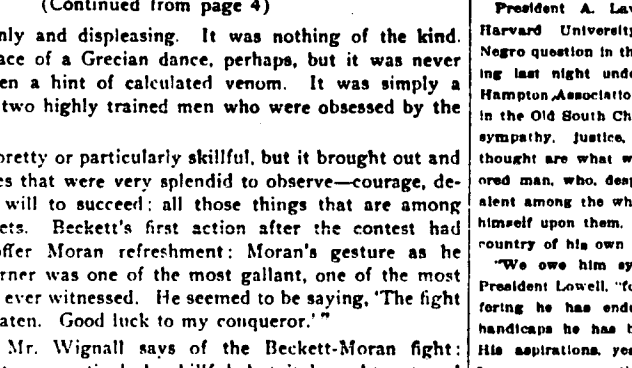 (Continued from page 4)
nly and displeasing. It was nothing of the kind.
ace of a Grecian dance, perhaps, but it was never
en a hint of calculated venom. It was simply a
two highly trained men who were obsessed by the
pretty or particularly skillful, but it brought out and
es that were very splendid to observe—courage, de-
will to succeed; all those things that are among
ets. Beckett's first action after the contest had
offer Moran refreshment; Moran's gesture as he
rner was one of the most gallant, one of the most
ever witnessed. He seemed to be saying, 'The fight
aten. Good luck to my conqueror.'"
Mr. Wignall says of the Beckett-Moran fight:
President A. Law
Harvard University
Negro question in th
ing last night unde
Hampton Associatio
in the Old South Ch
sympathy, justice,
thought are what w
ored man, who, desp
alent among the wh
himself upon them,
country of his own
"We owe him sy
President Lowell, "fo
fering he has endu
handicaps he has b
His aspirations, yea